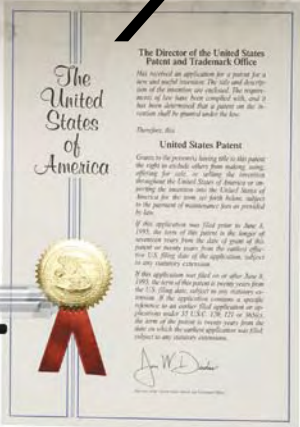 The
United
States
of
America
The Director of the United States
Patent and Trademark Office
Has received an application for a patent for a
new and useful invention. The title and descrip-
tion of the invention are enclosed. The require-
ments of law have been complied with, and it
has been determined that a patent on the in-
vention shall be granted under the law.
Therefore, this
United States Patent
Grants to the person(s) having title to this patent
the right to exclude others from making, using,
offering for sale, or selling the invention
throughout the United States of America or im-
porting the invention into the United States of
America for the term set forth below, subject
to the payment of maintenance fees as provided
by law.
If this application was filed prior to June 8,
1995, the term of this patent is the longer of
seventeen years from the date of grant of this
patent or twenty years from the earliest effec-
tive U.S. filing date of the application, subject
to any statutory extension.
If this application was filed on or after June 8,
1995, the term of this patent is twenty years from
the U.S. filing date, subject to any statutory ex-
tension. If the application contains a specific
reference to an earlier filed application or ap-
plications under 35 U.S.C. 120, 121 or 365(c),
the term of the patent is twenty years from the
date on which the earliest application was filed,
subject to any statutory extensions.